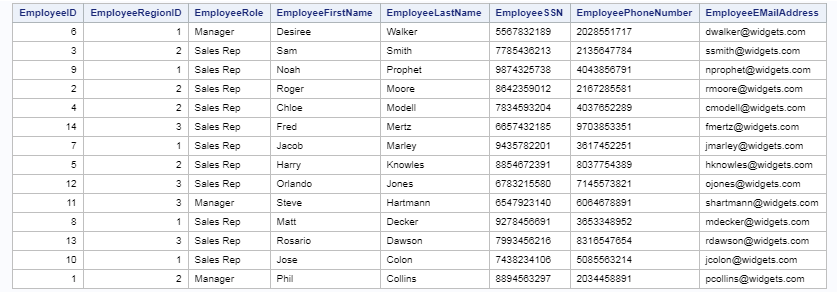 EmployeeID EmployeeRegionID EmployeeRole EmployeeFirstName EmployeeLastName EmployeeSSN EmployeePhoneNumber EmployeeEMailAddress
6 1 Manager Desiree Walker 5567832189 2028551717 dwalker@widgets.com
3 2 Sales Rep Sam Smith 7785436213 2135647784 ssmith@widgets.com
9 1 Sales Rep Noah Prophet 9874325738 4043856791 nprophet@widgets.com
2 2 Sales Rep Roger Moore 8642359012 2167285581 rmoore@widgets.com
4 2 Sales Rep Chloe Modell 7834593204 4037652289 cmodell@widgets.com
14 3 Sales Rep Fred Mertz 6657432185 9703853351 fmertz@widgets.com
7 1 Sales Rep Jacob Marley 9435782201 3617452251 jmarley@widgets.com
5 2 Sales Rep Harry Knowles 8854672391 8037754389 hknowles@widgets.com
12 3 Sales Rep Orlando Jones 6783215580 7145573821 ojones@widgets.com
11 3 Manager Steve Hartmann 6547923140 6064678891 shartmann@widgets.com
8 1 Sales Rep Matt Decker 9278456691 3653348952 mdecker@widgets.com
13 3 Sales Rep Rosario Dawson 7993456216 8316547654 rdawson@widgets.com
10 1 Sales Rep Jose Colon 7438234106 5085563214 jcolon@widgets.com
1 2 Manager Phil Collins 8894563297 2034458891 pcollins@widgets.com